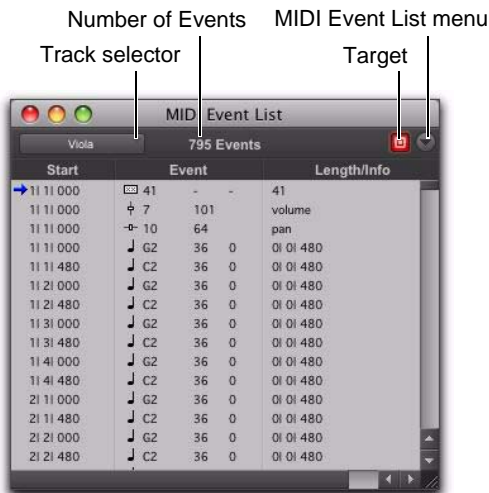 Number of Events MIDI Event List menu
Track selector Target
MIDI Event List
Viola 795 Events
Start Event Length/Info
1| 1| 000 41 - - 41
1| 1| 000 7 101 volume
1| 1| 000 10 64 pan
1| 1| 000 G2 36 0 0| 0| 480
1| 1| 480 C2 36 0 0| 0| 480
1| 2| 000 G2 36 0 0| 0| 480
1| 2| 480 C2 36 0 0| 0| 480
1| 3| 000 G2 36 0 0| 0| 480
1| 3| 480 C2 36 0 0| 0| 480
1| 4| 000 G2 36 0 0| 0| 480
1| 4| 480 C2 36 0 0| 0| 480
2| 1| 000 G2 36 0 0| 0| 480
2| 1| 480 C2 36 0 0| 0| 480
2| 2| 000 G2 36 0 0| 0| 480
2| 2| 480 C2 36 0 0| 0| 480